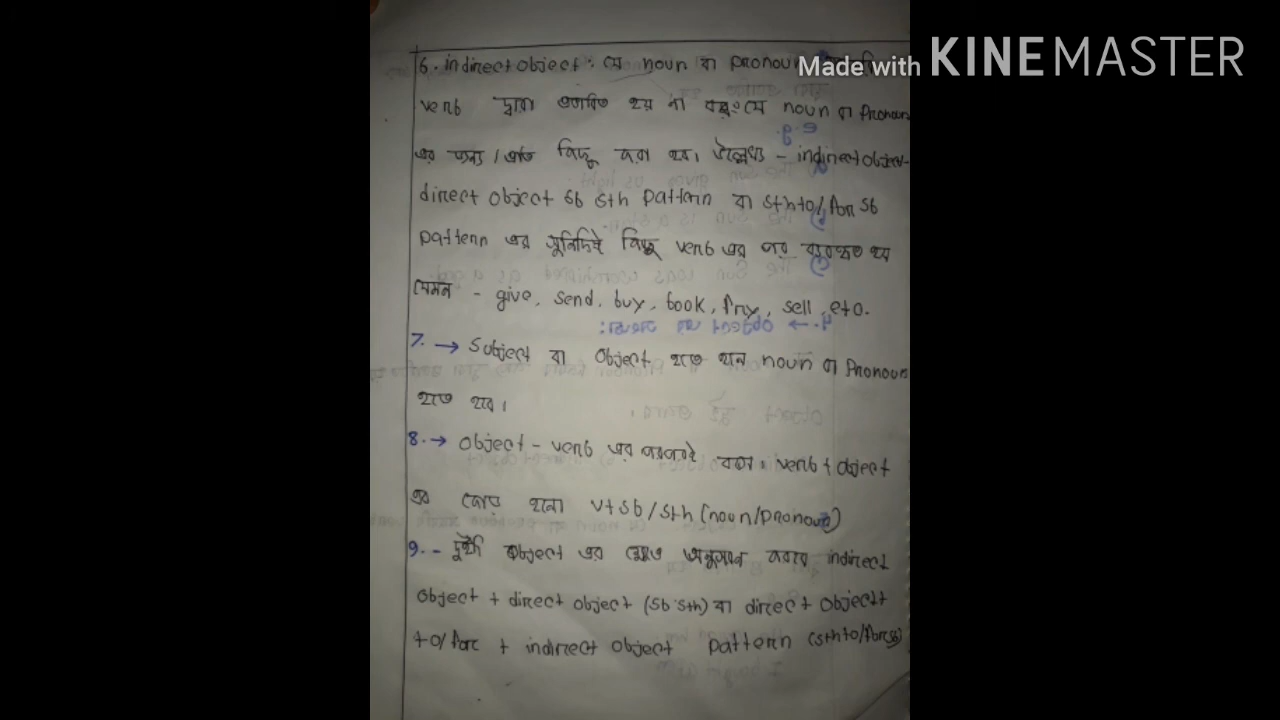 Made with KINEMASTER
6. indirect object: যে noun বা pronoun
verb দ্বারা প্রভাবিত হয় না বরং যে noun বা Pronoun
এর জন্য / প্রতি কিছু করা হয়। উল্লেখ্য - indirect object-
direct object sb sth pattern বা sth to/for sb
pattern এর সুনির্দিষ্ট কিছু verb এর পর ব্যবহৃত হয়
যেমন - give, send, buy, book, sell, etc.
7. → Subject বা object হতে হলে noun বা Pronoun
হতে হবে।
8. → object - verb এর পরপরই বসে। verb + object
এর জোড় হলো v+sb/sth (noun/pronoun)
9. - দুইটি object এর ক্ষেত্রে অনুসরণ করবে indirect
object + direct object (sb sth) বা direct object +
to/for + indirect object pattern (sth to/for sb)